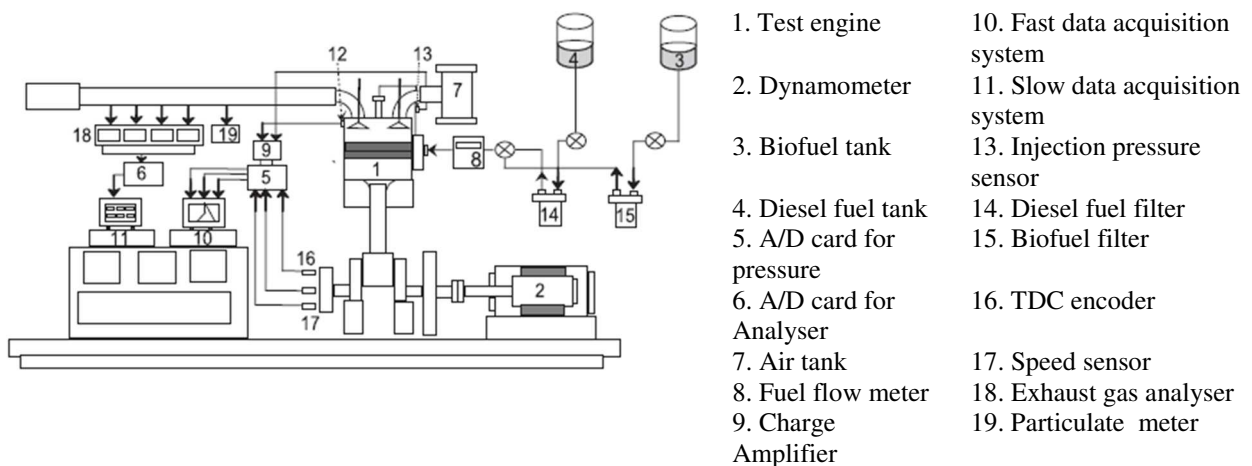 12
13
4
3
7
18
19
9
8
1
6
5
14
15
11
10
16
2
17
1. Test engine
2. Dynamometer
3. Biofuel tank
4. Diesel fuel tank
5. A/D card for
pressure
6. A/D card for
Analyser
7. Air tank
8. Fuel flow meter
9. Charge
Amplifier
10. Fast data acquisition
system
11. Slow data acquisition
system
13. Injection pressure
sensor
14. Diesel fuel filter
15. Biofuel filter
16. TDC encoder
17. Speed sensor
18. Exhaust gas analyser
19. Particulate meter